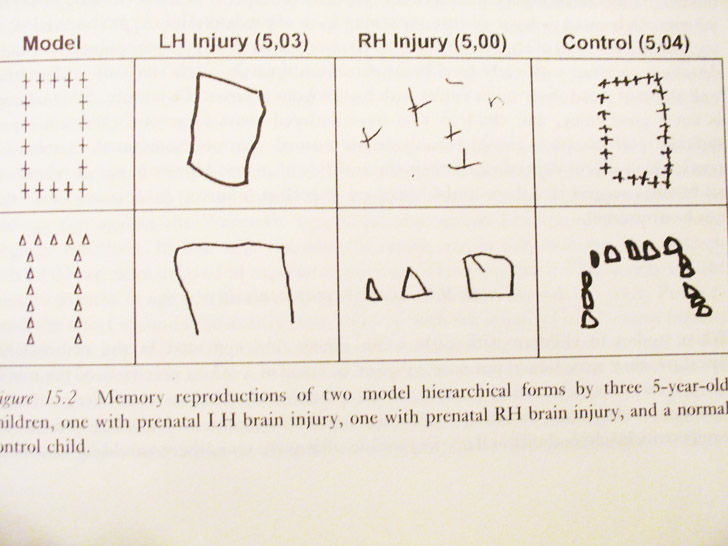 Model LH Injury (5,03) RH Injury (5,00) Control (5,04)
igure 15.2 Memory reproductions of two model hierarchical forms by three 5-year-old
hildren, one with prenatal LH brain injury, one with prenatal RH brain injury, and a normal
ontrol child.